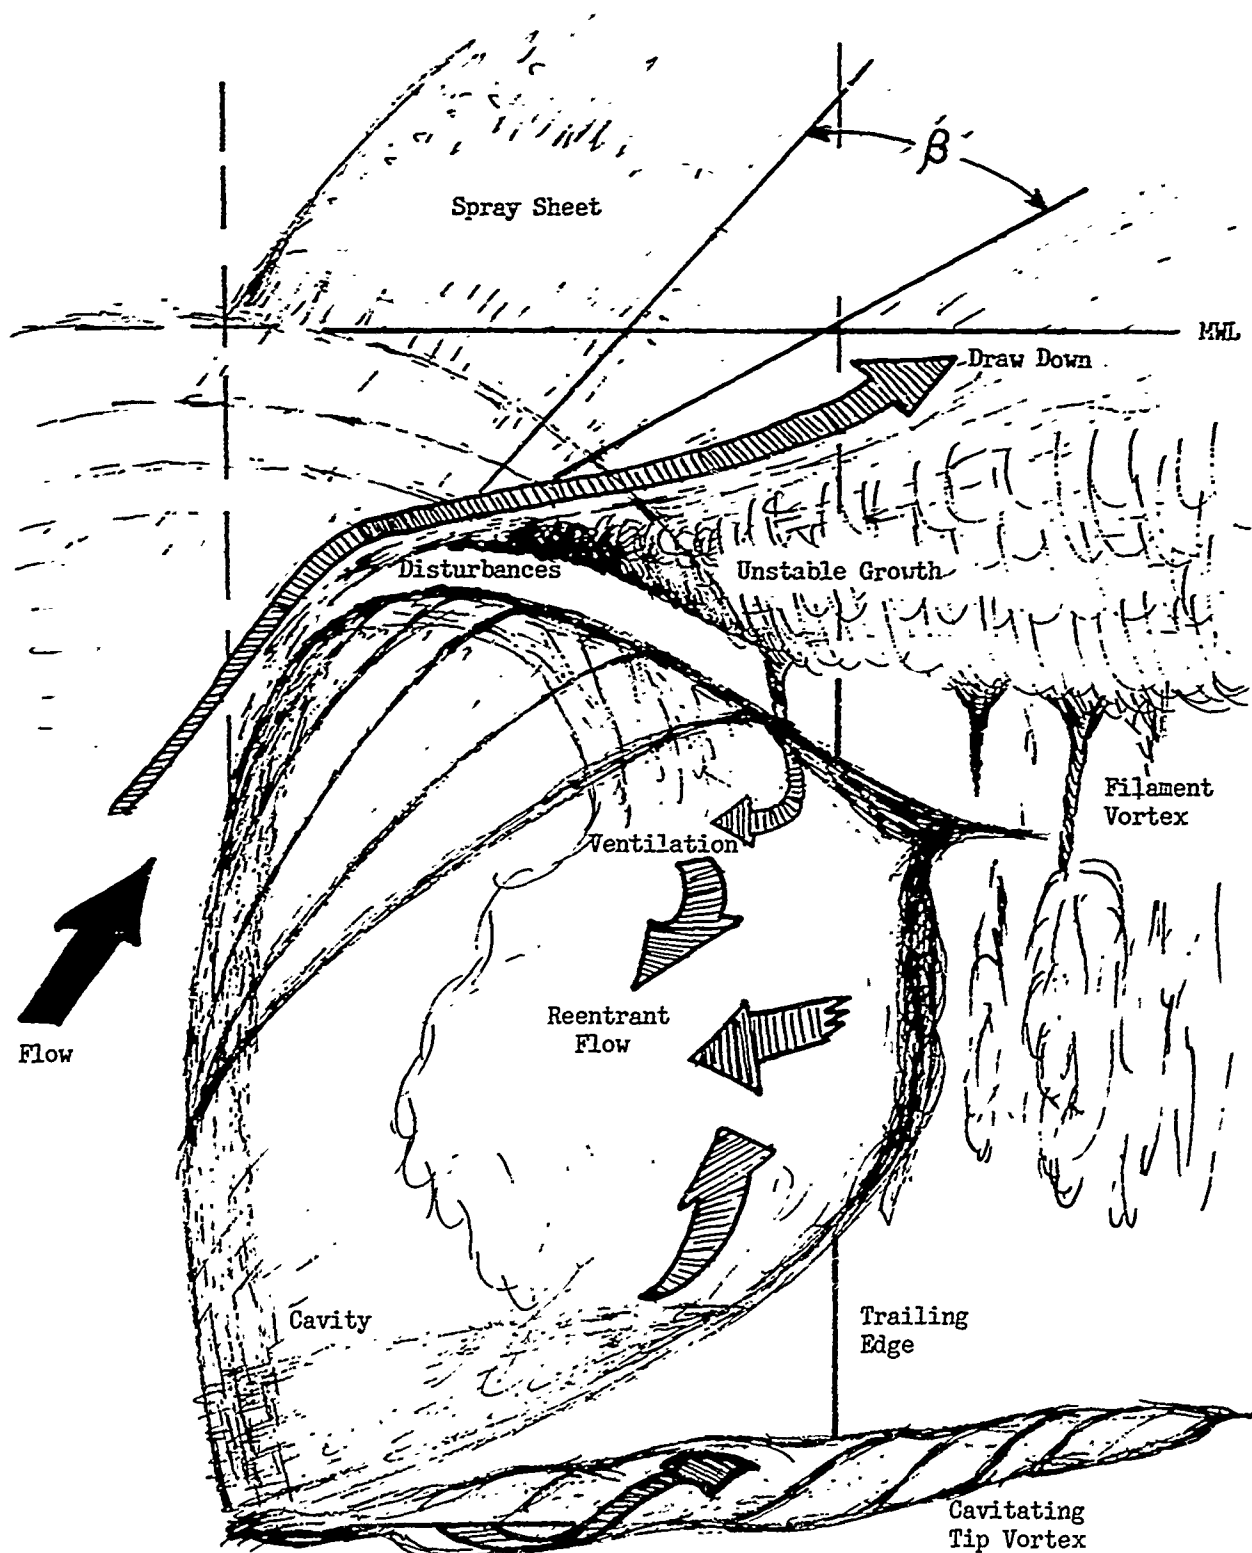 β
Spray Sheet
MWL
Draw Down
Disturbances
Unstable Growth
Filament
Vortex
Ventilation
Reentrant
Flow
Flow
Cavity
Trailing
Edge
Cavitating
Tip Vortex